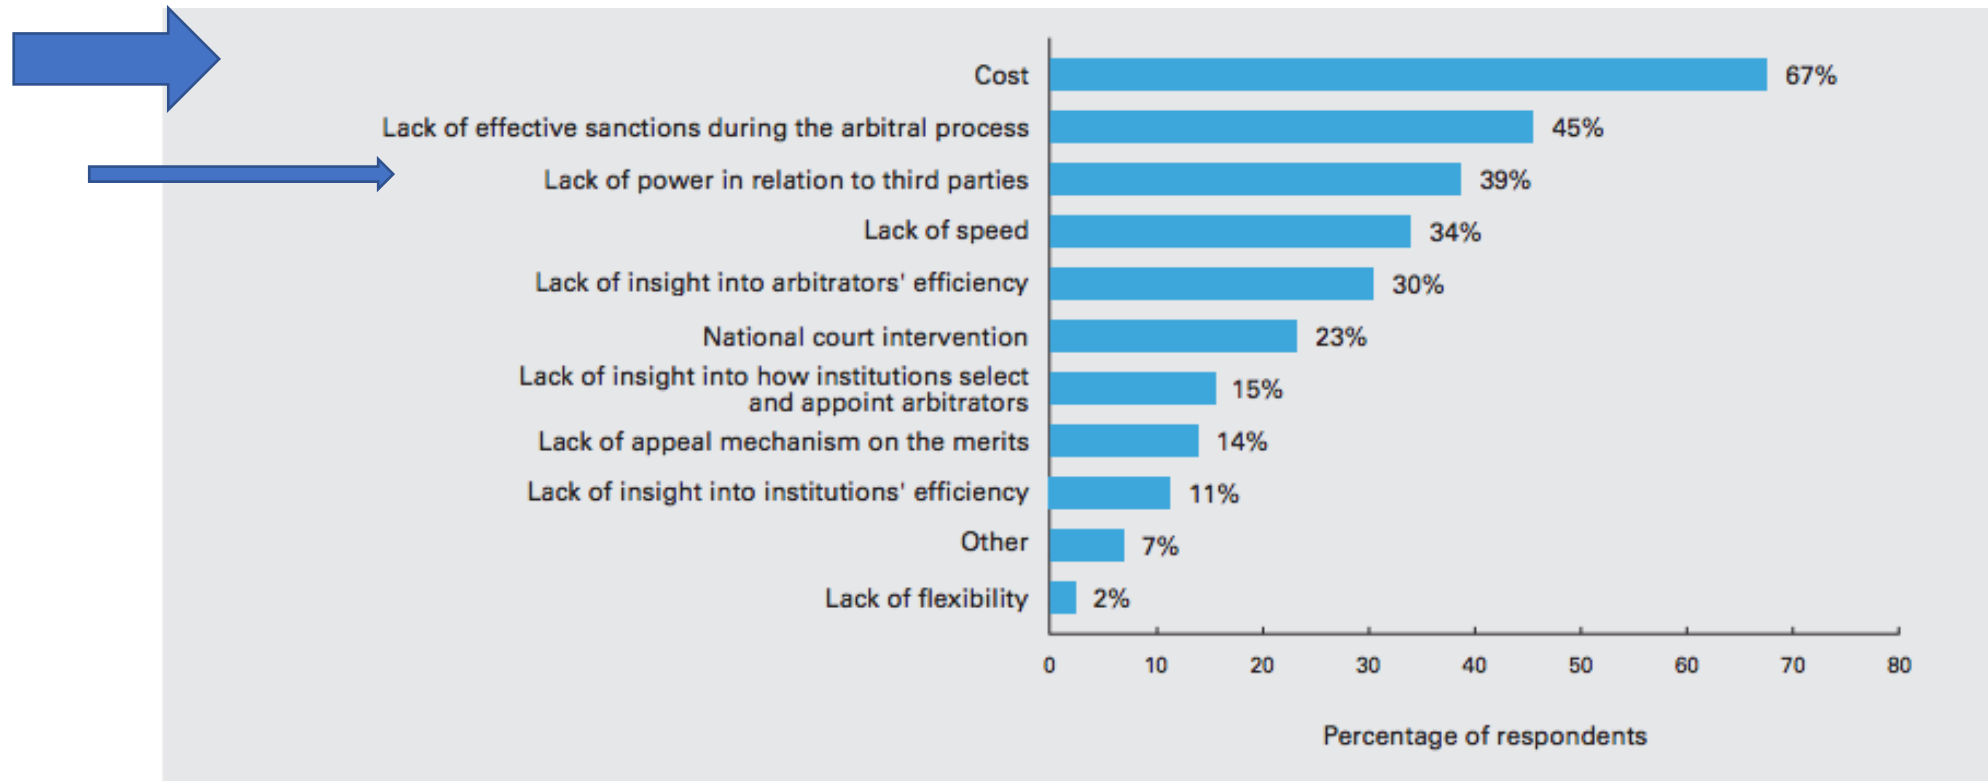 Cost 67%
Lack of effective sanctions during the arbitral process 45%
Lack of power in relation to third parties 39%
Lack of speed 34%
Lack of insight into arbitrators' efficiency 30%
National court intervention 23%
Lack of insight into how institutions select
and appoint arbitrators 15%
Lack of appeal mechanism on the merits 14%
Lack of insight into institutions' efficiency 11%
Other 7%
Lack of flexibility 2%
0 10 20 30 40 50 60 70 80
Percentage of respondents